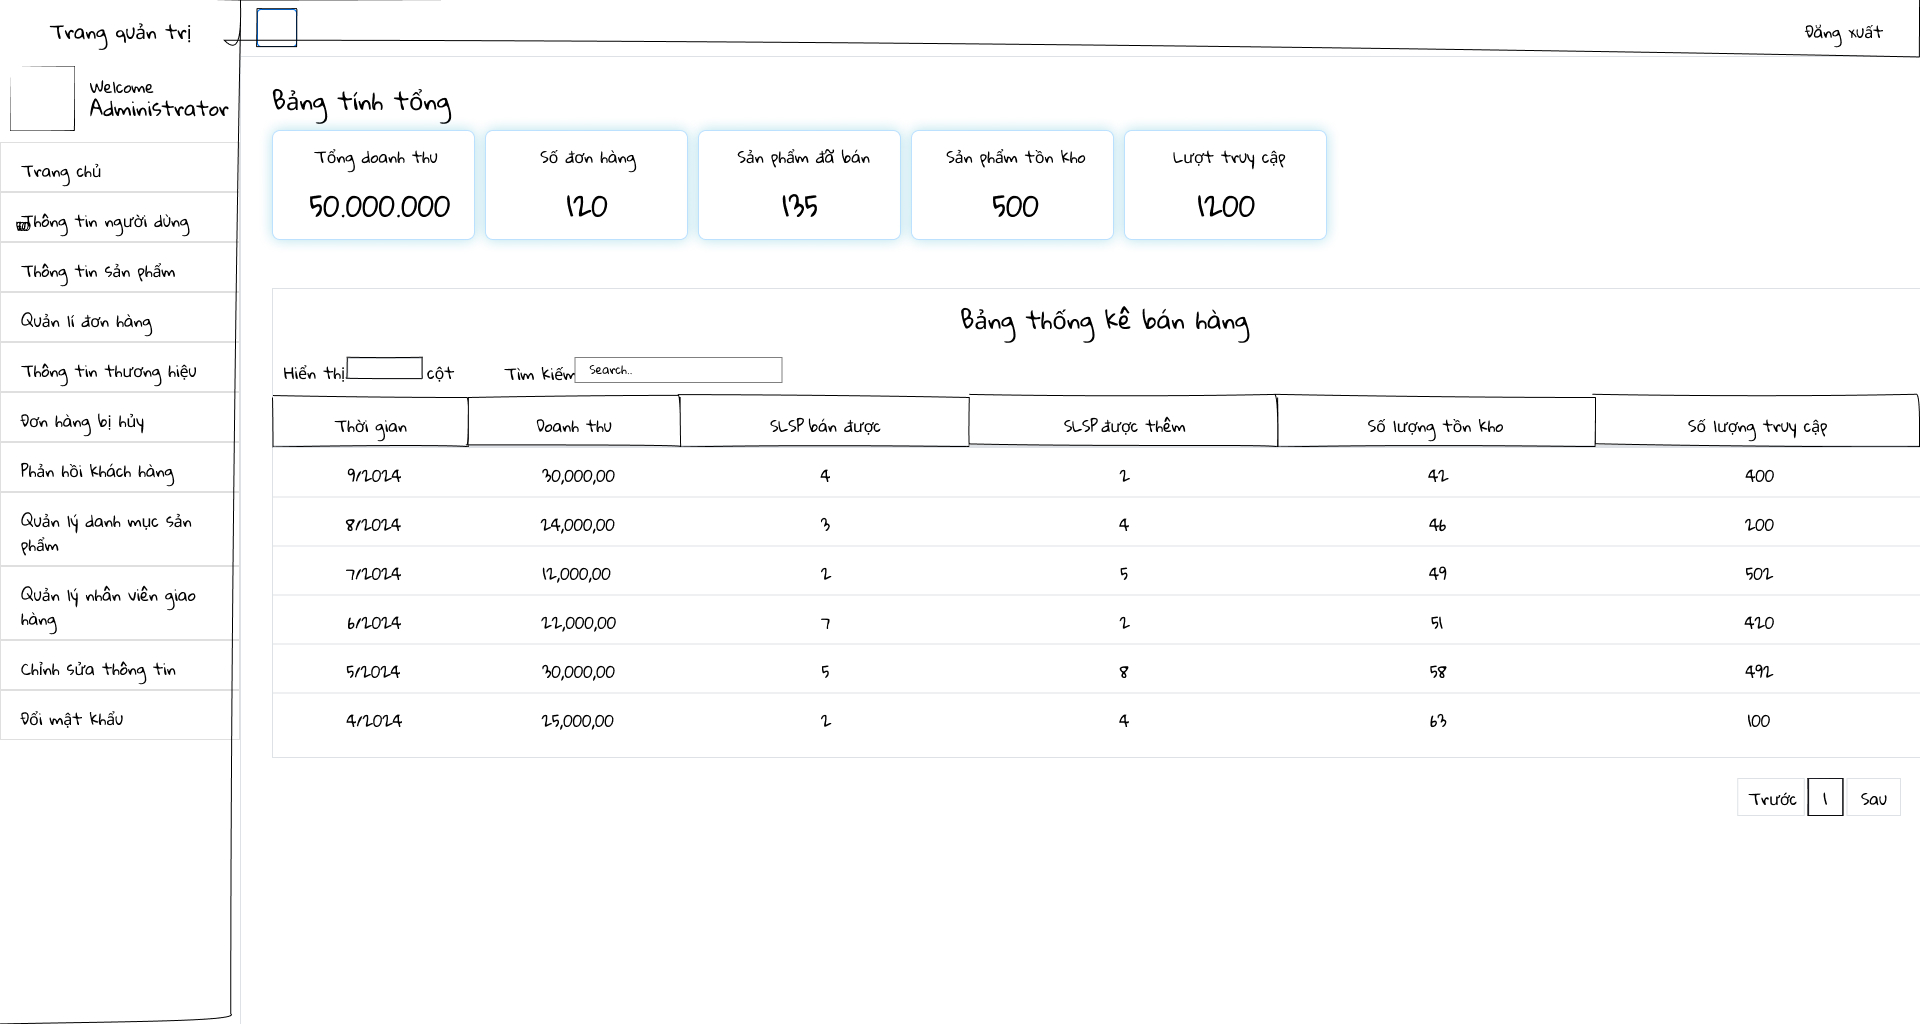 Trang quản trị
Đăng xuất
Welcome
Administrator
Trang chủ
Thông tin người dùng
Thông tin sản phẩm
Quản lí đơn hàng
Thông tin thương hiệu
Đơn hàng bị hủy
Phản hồi khách hàng
Quản lý danh mục sản
phẩm
Quản lý nhân viên giao
hàng
Chỉnh sửa thông tin
Đổi mật khẩu
Bảng tính tổng
Tổng doanh thu
50.000.000
Số đơn hàng
120
Sản phẩm đã bán
135
Sản phẩm tồn kho
500
Lượt truy cập
1200
Bảng thống kê bán hàng
Hiển thị cột Tìm kiếm Search..
Thời gian Doanh thu SLSP bán được SLSP được thêm Số lượng tồn kho Số lượng truy cập
9/2024 30,000,00 4 2 42 400
8/2024 24,000,00 3 4 46 200
7/2024 12,000,00 2 5 49 502
6/2024 22,000,00 7 2 51 420
5/2024 30,000,00 5 8 58 492
4/2024 25,000,00 2 4 63 100
Trước 1 Sau